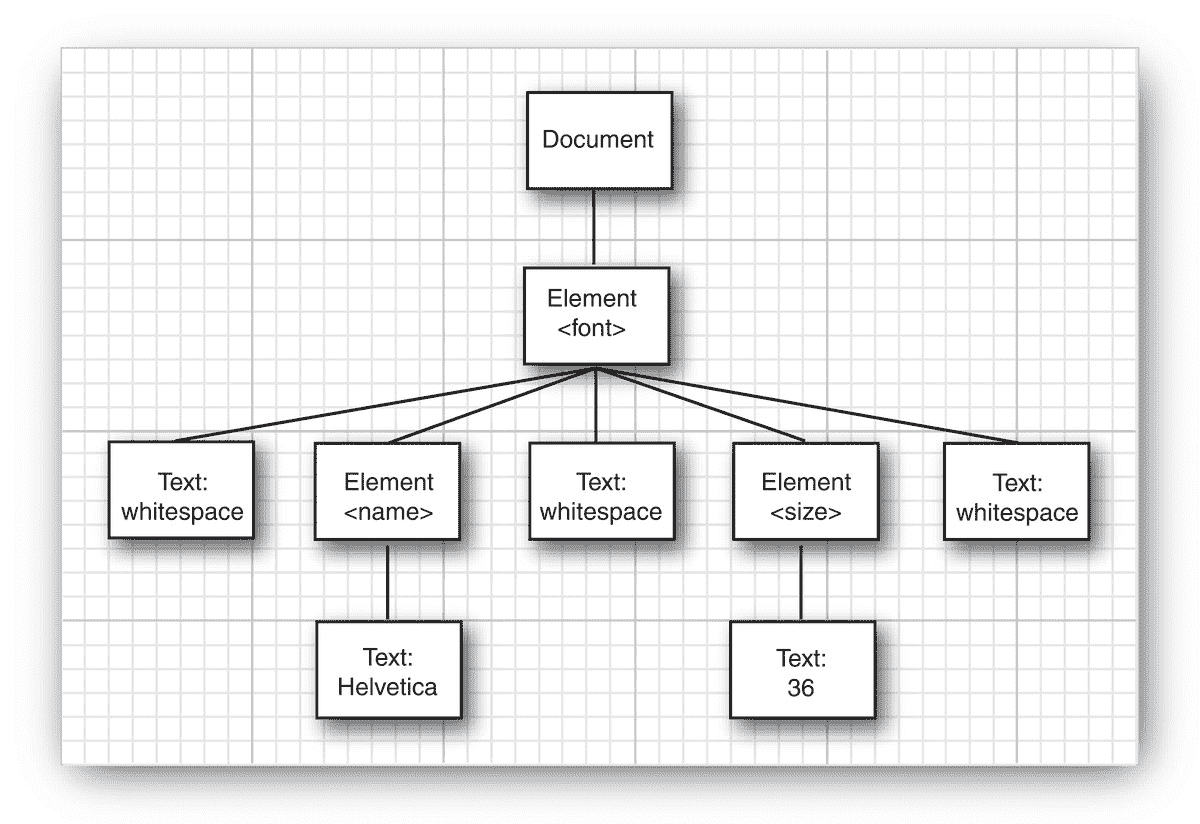 Document
Element
<font>
Text:
whitespace
Element
<name>
Text:
whitespace
Element
<size>
Text:
whitespace
Text:
Helvetica
Text:
36